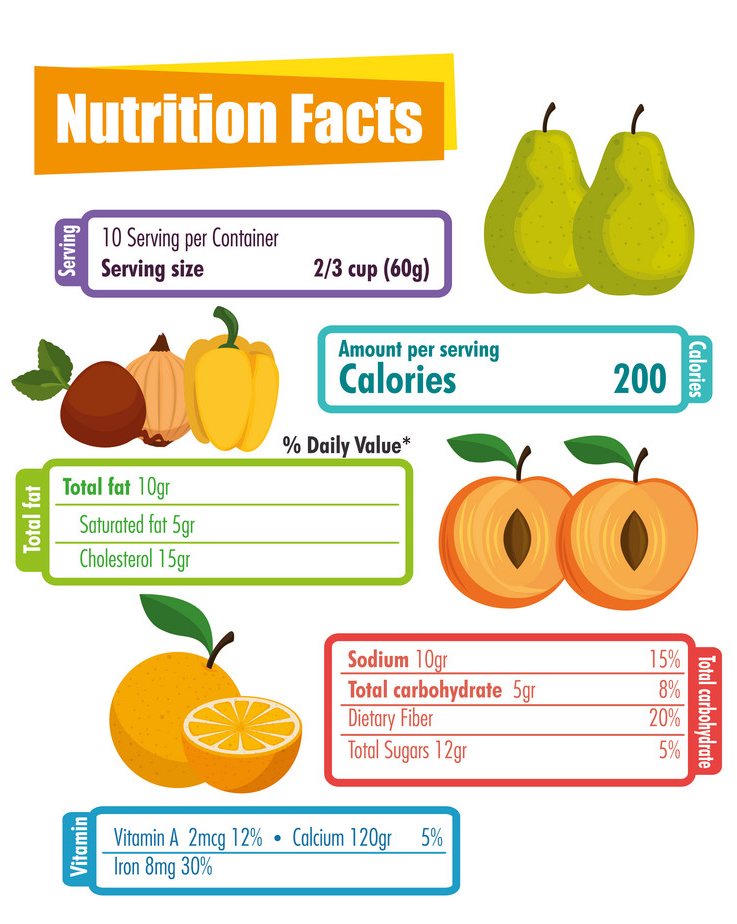 Nutrition Facts
Serving
10 Serving per Container
Serving size 2/3 cup (60g)
Amount per serving
Calories 200
Calories
% Daily Value*
Total fat
Total fat 10gr
Saturated fat 5gr
Cholesterol 15gr
Sodium 10gr 15%
Total carbohydrate 5gr 8%
Dietary Fiber 20%
Total Sugars 12gr 5%
Total carbohydrate
Vitamin
Vitamin A 2mcg 12% • Calcium 120gr 5%
Iron 8mg 30%